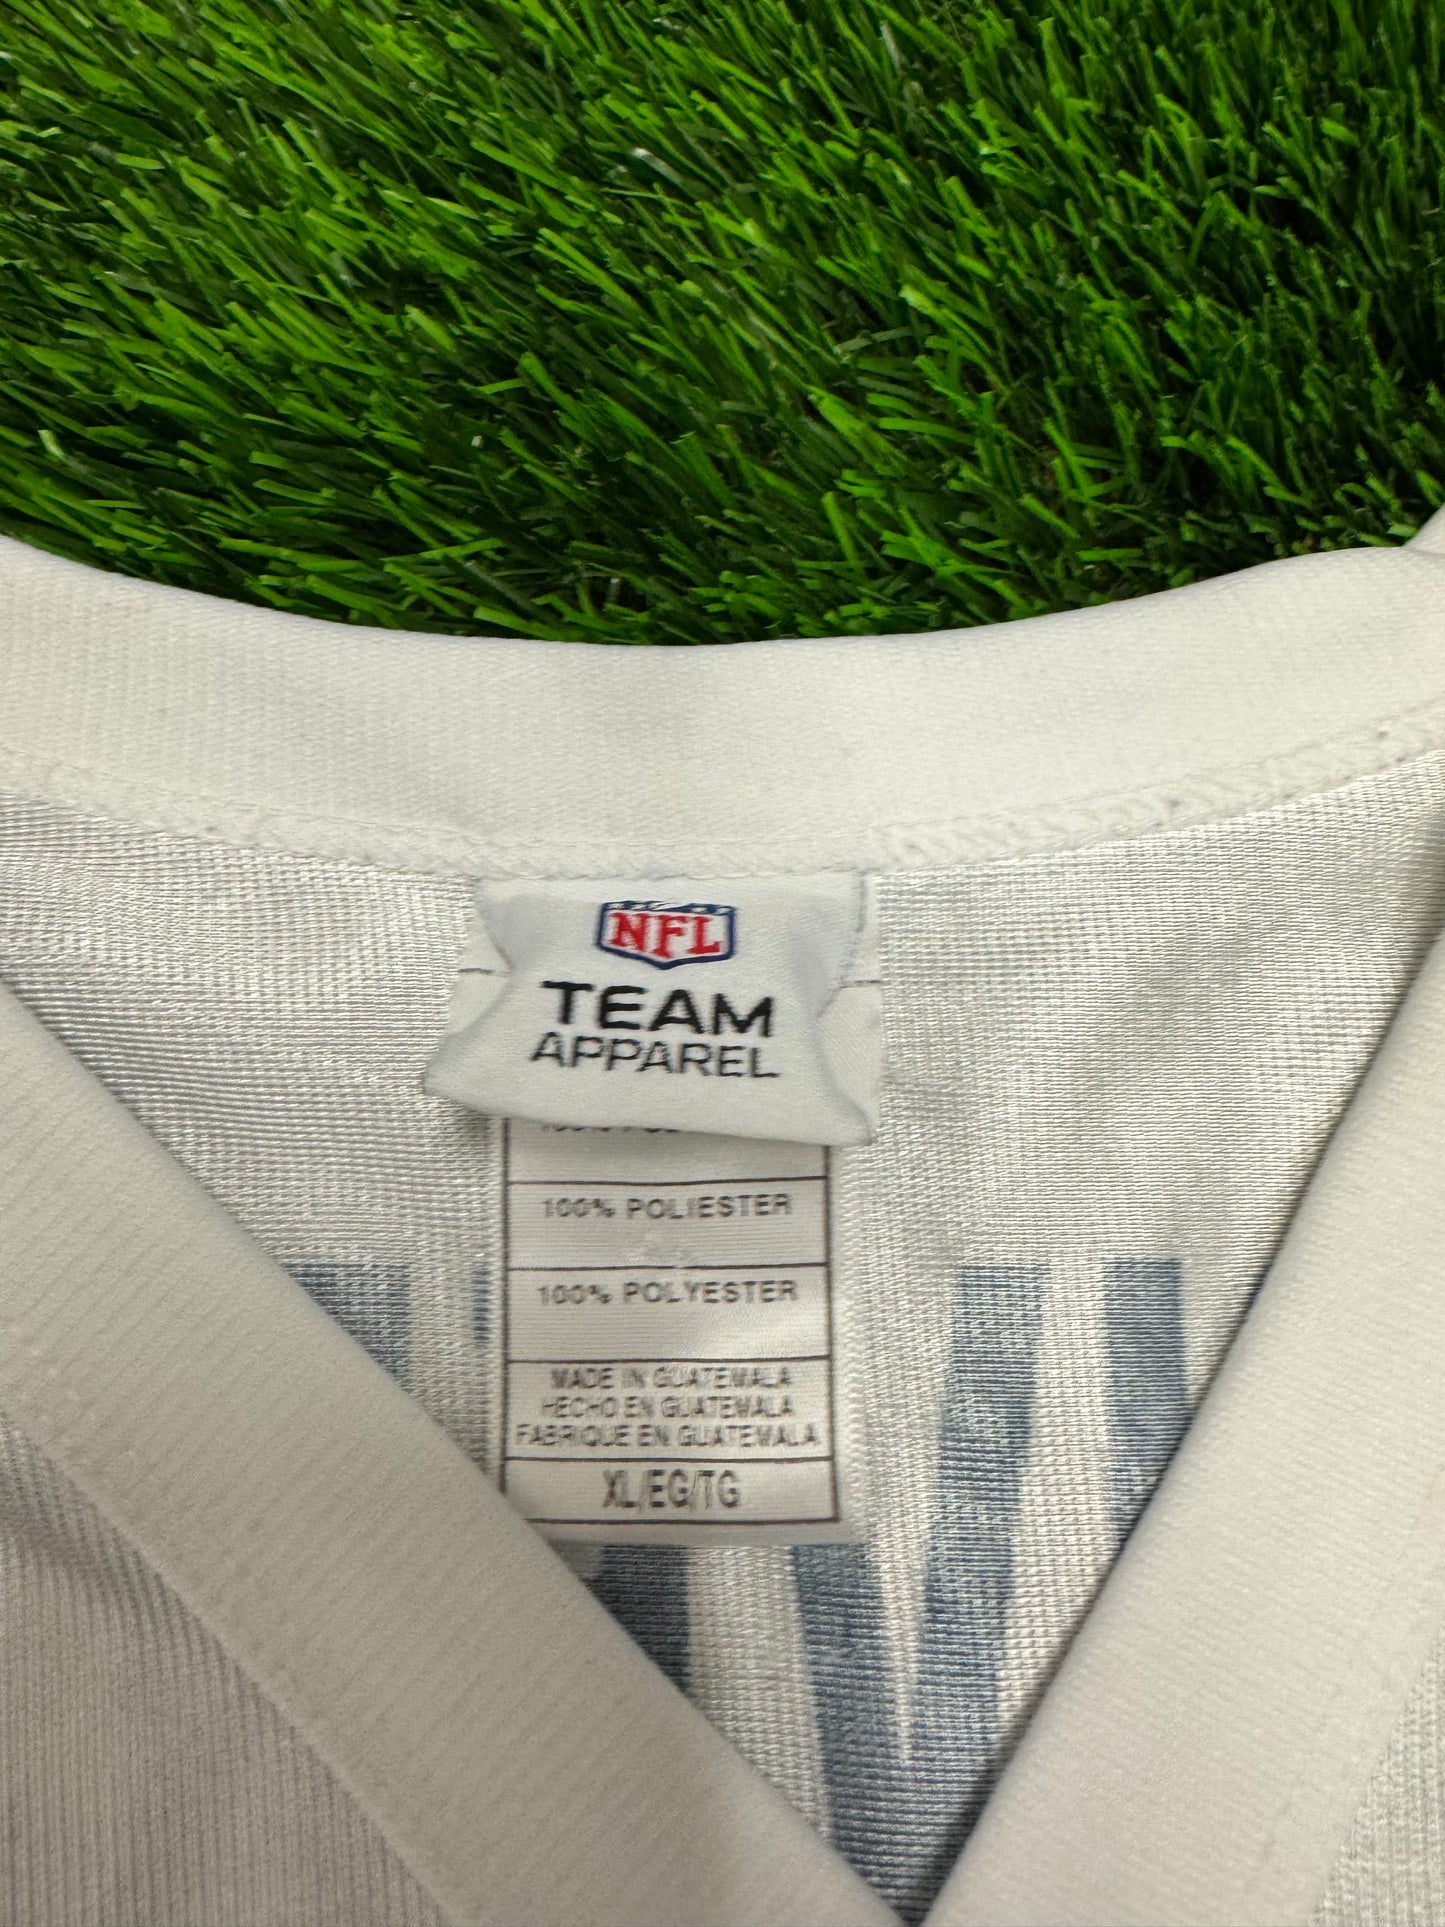 NFL
TEAM
APPAREL
100% POLIESTER
100% POLYESTER
MADE IN GUATEMALA
HECHO EN GUATEMALA
FABRIQUE EN GUATEMALA
XL/EG/TG